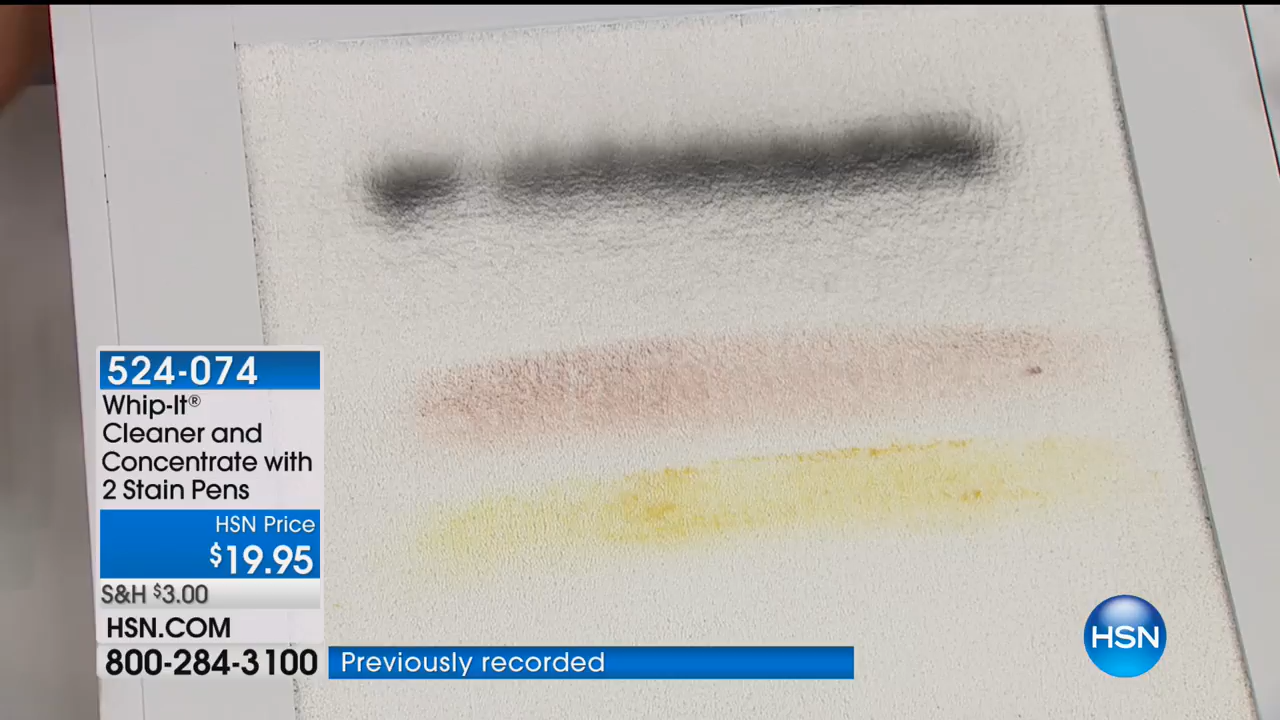 524-074
Whip-It®
Cleaner and
Concentrate with
2 Stain Pens
HSN Price
$19.95
S&H $3.00
HSN.COM
800-284-3100
Previously recorded
HSN